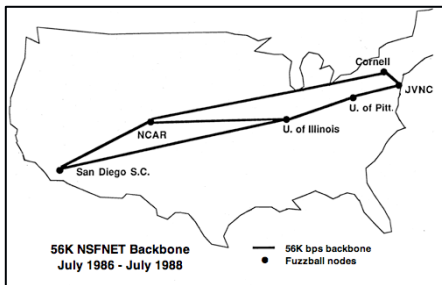 Cornell
JVNC
U. of Pitt.
NCAR
U. of Illinois
San Diego S.C.
56K NSFNET Backbone
July 1986 - July 1988
56K bps backbone
Fuzzball nodes